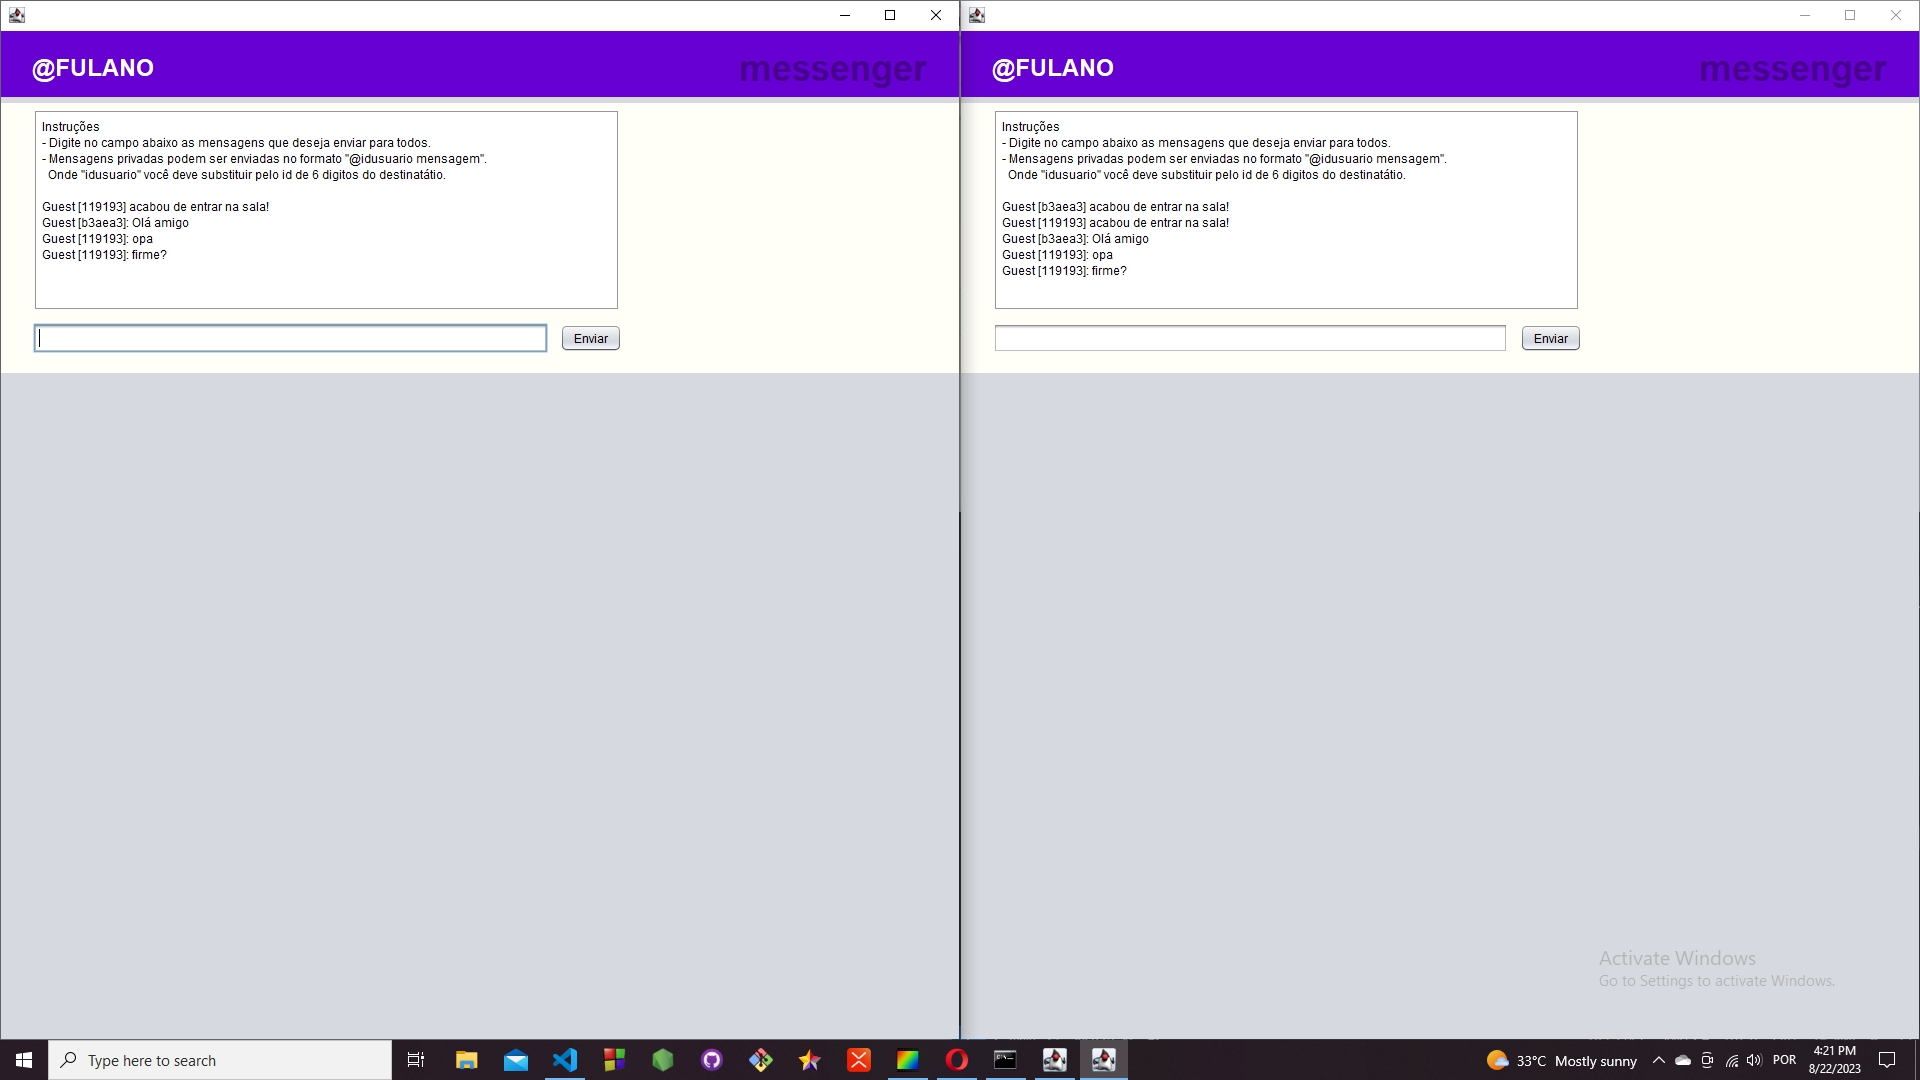 @FULANO
messenger
Instruções
- Digite no campo abaixo as mensagens que deseja enviar para todos.
- Mensagens privadas podem ser enviadas no formato "@idusuario mensagem".
Onde "idusuario" você deve substituir pelo id de 6 digitos do destinatátio.
Guest [119193] acabou de entrar na sala!
Guest [b3aea3]: Olá amigo
Guest [119193]: opa
Guest [119193]: firme?
Enviar
@FULANO
messenger
Instruções
- Digite no campo abaixo as mensagens que deseja enviar para todos.
- Mensagens privadas podem ser enviadas no formato "@idusuario mensagem".
Onde "idusuario" você deve substituir pelo id de 6 digitos do destinatátio.
Guest [b3aea3] acabou de entrar na sala!
Guest [119193] acabou de entrar na sala!
Guest [b3aea3]: Olá amigo
Guest [119193]: opa
Guest [119193]: firme?
Enviar
Activate Windows
Go to Settings to activate Windows.
Type here to search
33°C Mostly sunny
POR
4:21 PM
8/22/2023